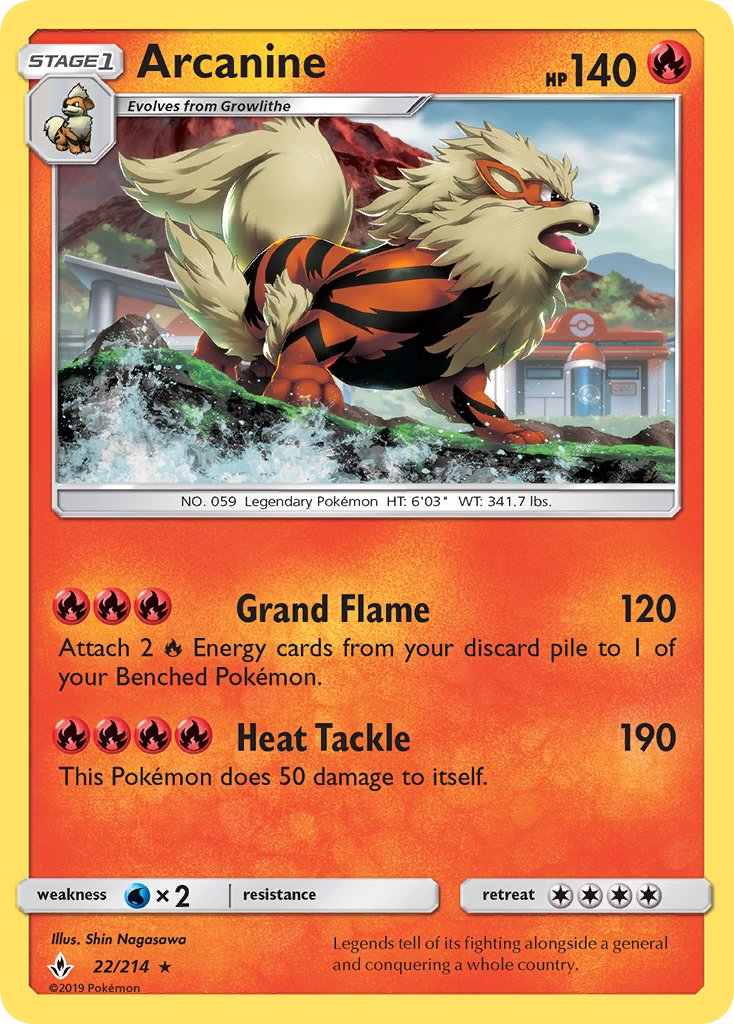 STAGE1
Arcanine
HP 140
Evolves from Growlithe
NO. 059 Legendary Pokémon HT: 6'03" WT: 341.7 lbs.
Grand Flame 120
Attach 2 Energy cards from your discard pile to 1 of
your Benched Pokémon.
Heat Tackle 190
This Pokémon does 50 damage to itself.
weakness × 2 resistance retreat
Illus. Shin Nagasawa
22/214 ★
©2019 Pokémon
Legends tell of its fighting alongside a general
and conquering a whole country.